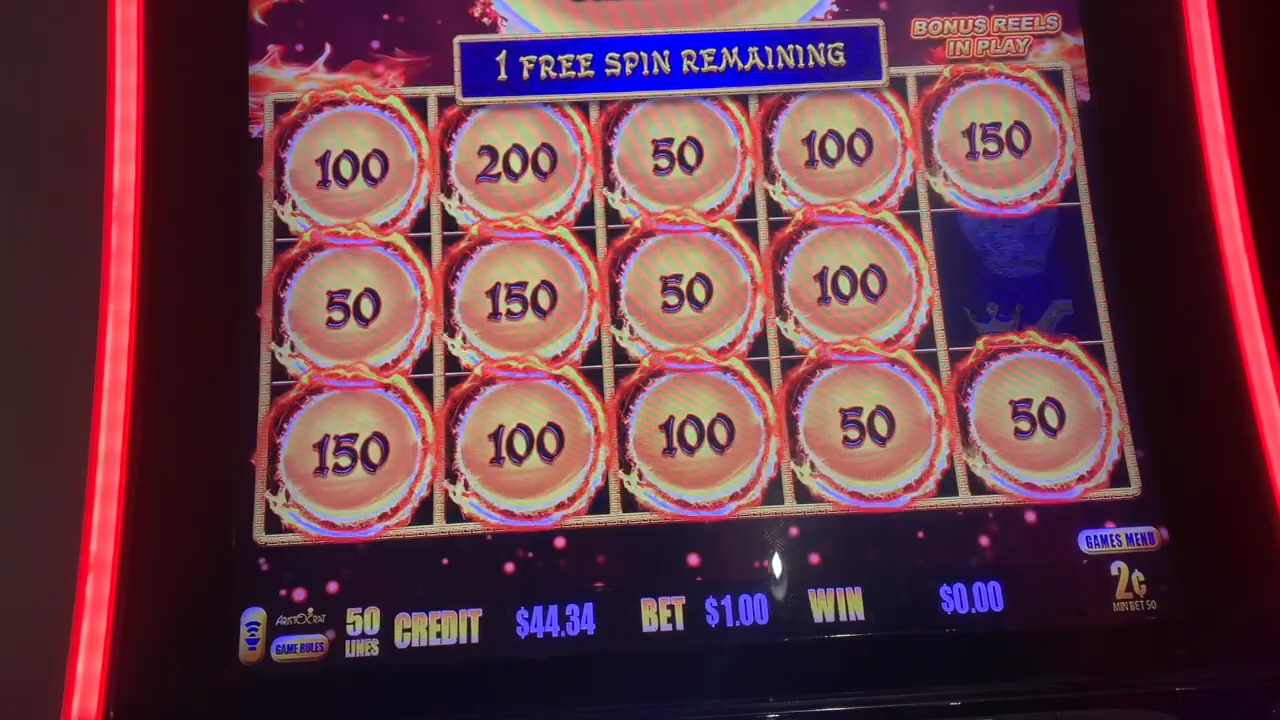 1 FREE SPIN REMAINING
BONUS REELS
IN PLAY
100 200 50 100 150
50 150 50 100
150 100 100 50 50
GAMES MENU
2¢
MIN BET 50
ARISTOCRAT
GAME RULES
50
LINES
CREDIT $44.34 BET $1.00 WIN $0.00